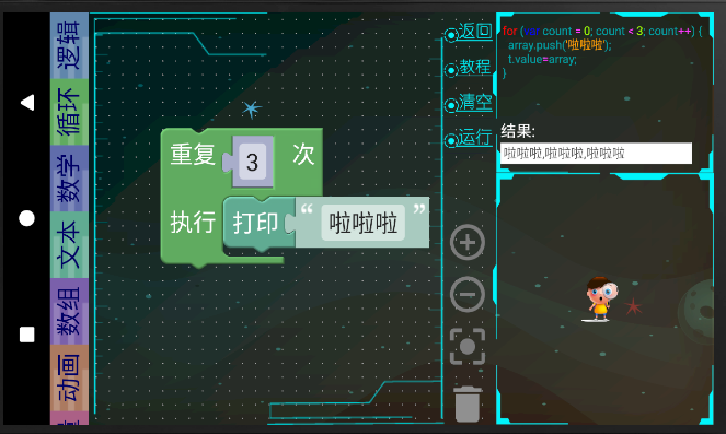 逻辑
循环
数学
文本
数组
动画
重复 3 次
执行 打印 “ 啦啦啦 ”
返回
教程
清空
运行
for (var count = 0; count < 3; count++) {
array.push('啦啦啦');
t.value=array;
}
结果:
啦啦啦,啦啦啦,啦啦啦